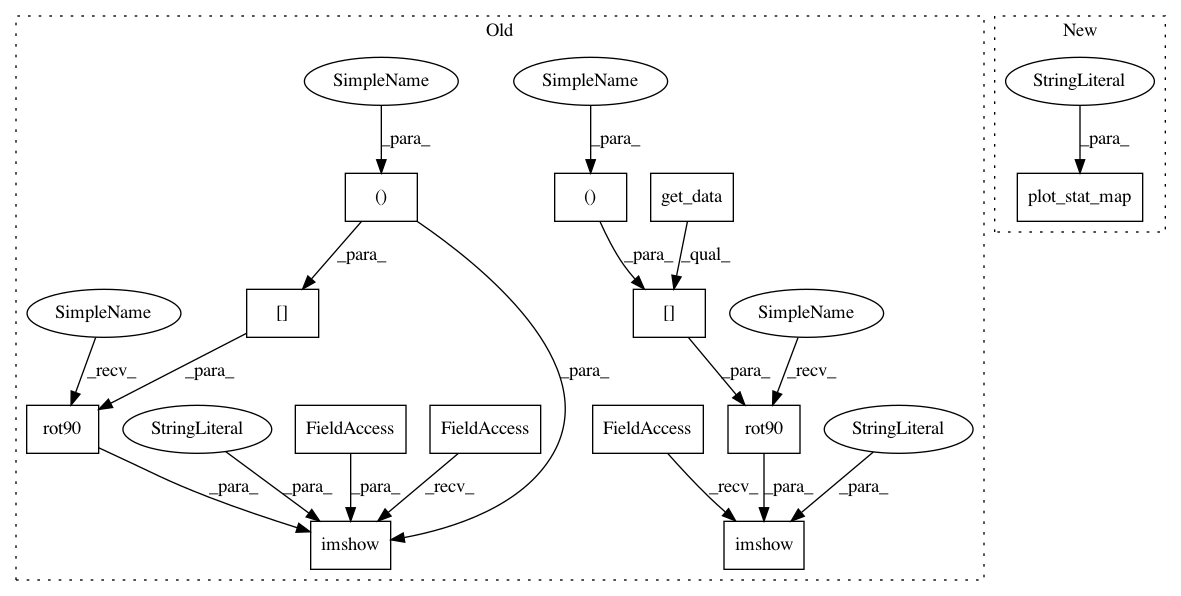 Old
New
SimpleName
SimpleName
StringLiteral
_para_
_para_
_para_
()
()
get_data
plot_stat_map
_para_
_para_
_qual_
SimpleName
[]
[]
SimpleName
_recv_
_para_
_para_
_para_
_recv_
rot90
StringLiteral
FieldAccess
FieldAccess
FieldAccess
rot90
StringLiteral
_para_
_para_
_para_
_recv_
_recv_
_para_
_para_
imshow
imshow